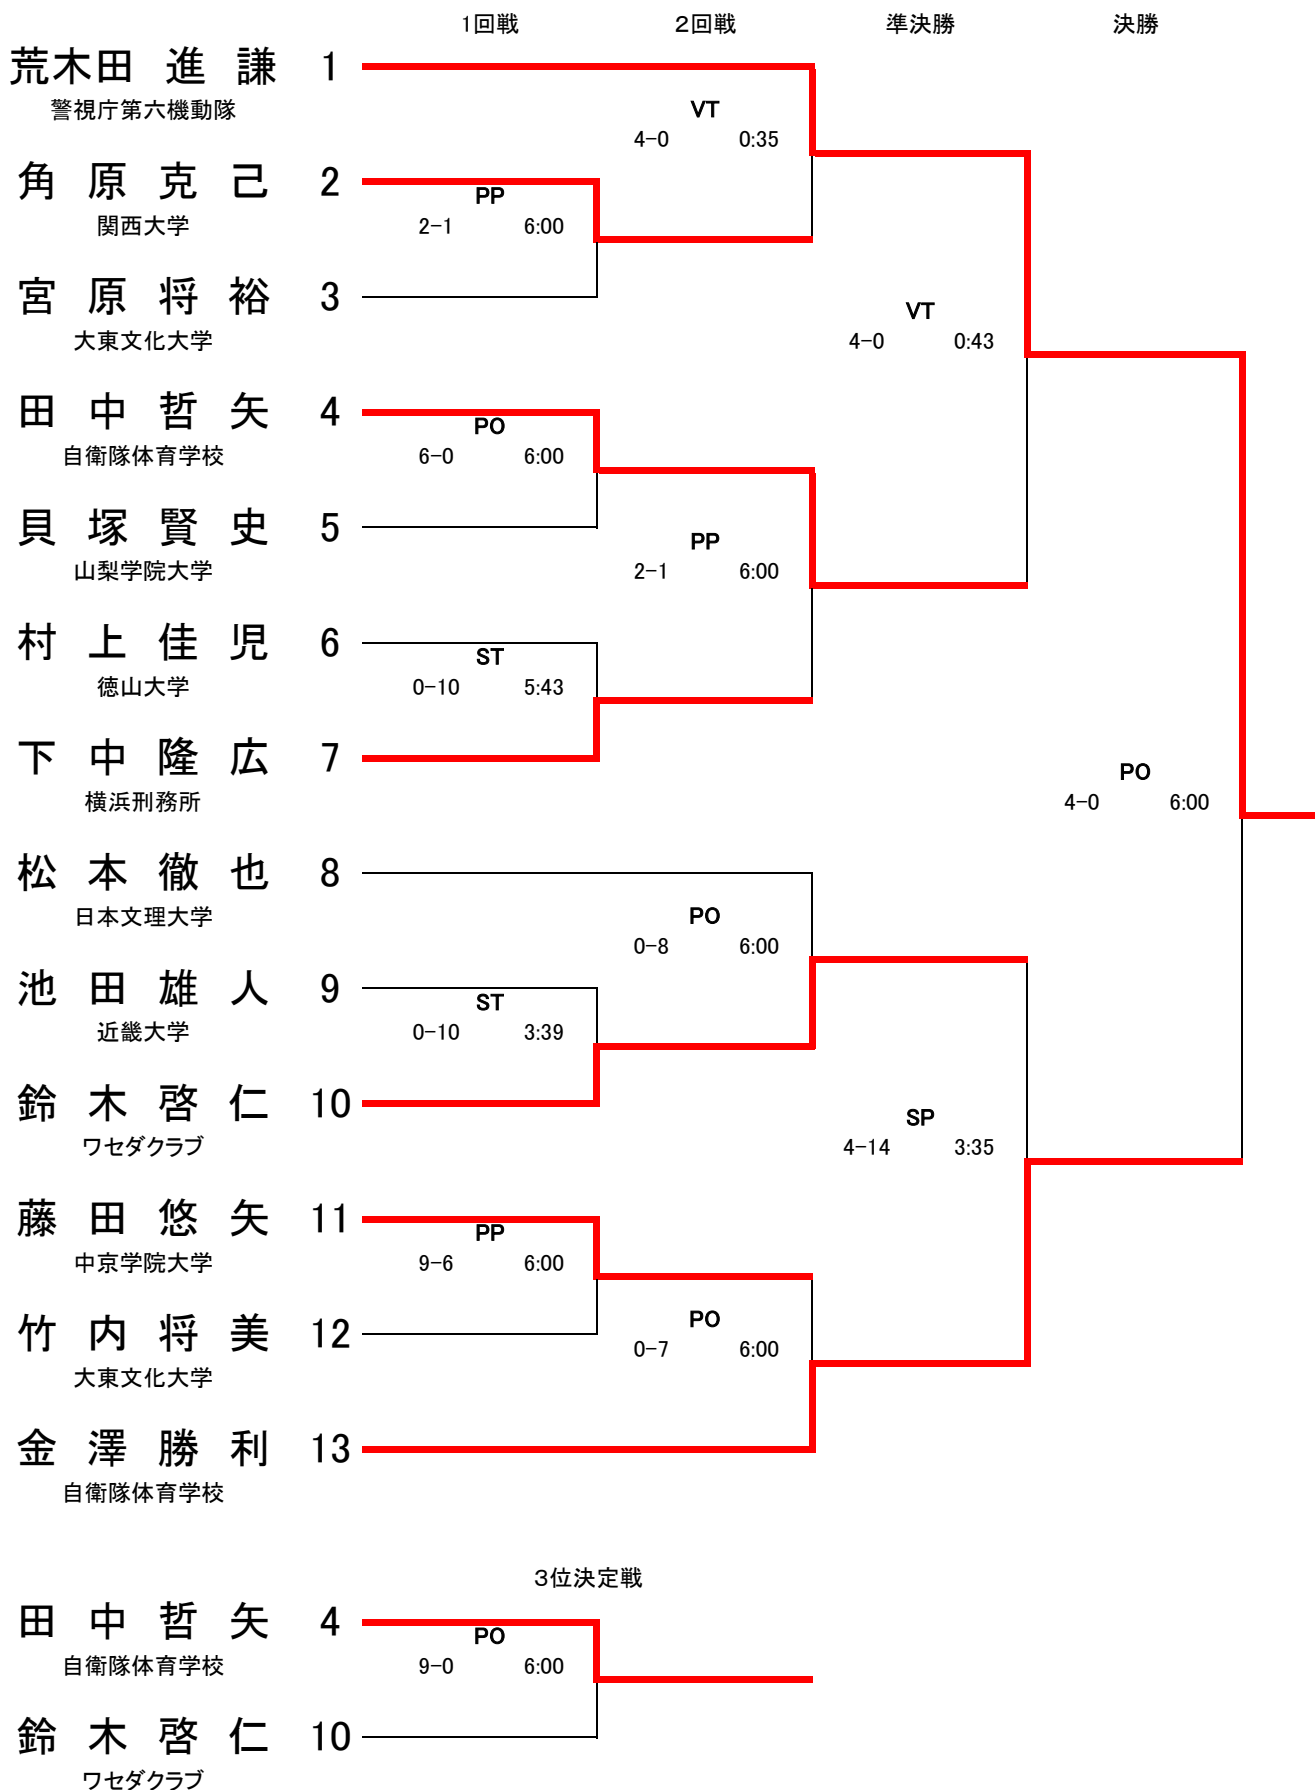 1回戦 2回戦 準決勝 決勝
荒木田 進 謙 1
警視庁第六機動隊
VT
4-0 0:35
角 原 克 己 2
関西大学
PP
2-1 6:00
宮 原 将 裕 3
大東文化大学
VT
4-0 0:43
田 中 哲 矢 4
自衛隊体育学校
PO
6-0 6:00
貝 塚 賢 史 5
山梨学院大学
PP
2-1 6:00
村 上 佳 児 6
徳山大学
ST
0-10 5:43
下 中 隆 広 7
横浜刑務所
PO
4-0 6:00
松 本 徹 也 8
日本文理大学
PO
0-8 6:00
池 田 雄 人 9
近畿大学
ST
0-10 3:39
鈴 木 啓 仁 10
ワセダクラブ
SP
4-14 3:35
藤 田 悠 矢 11
中京学院大学
PP
9-6 6:00
竹 内 将 美 12
大東文化大学
PO
0-7 6:00
金 澤 勝 利 13
自衛隊体育学校
3位決定戦
田 中 哲 矢 4
自衛隊体育学校
PO
9-0 6:00
鈴 木 啓 仁 10
ワセダクラブ